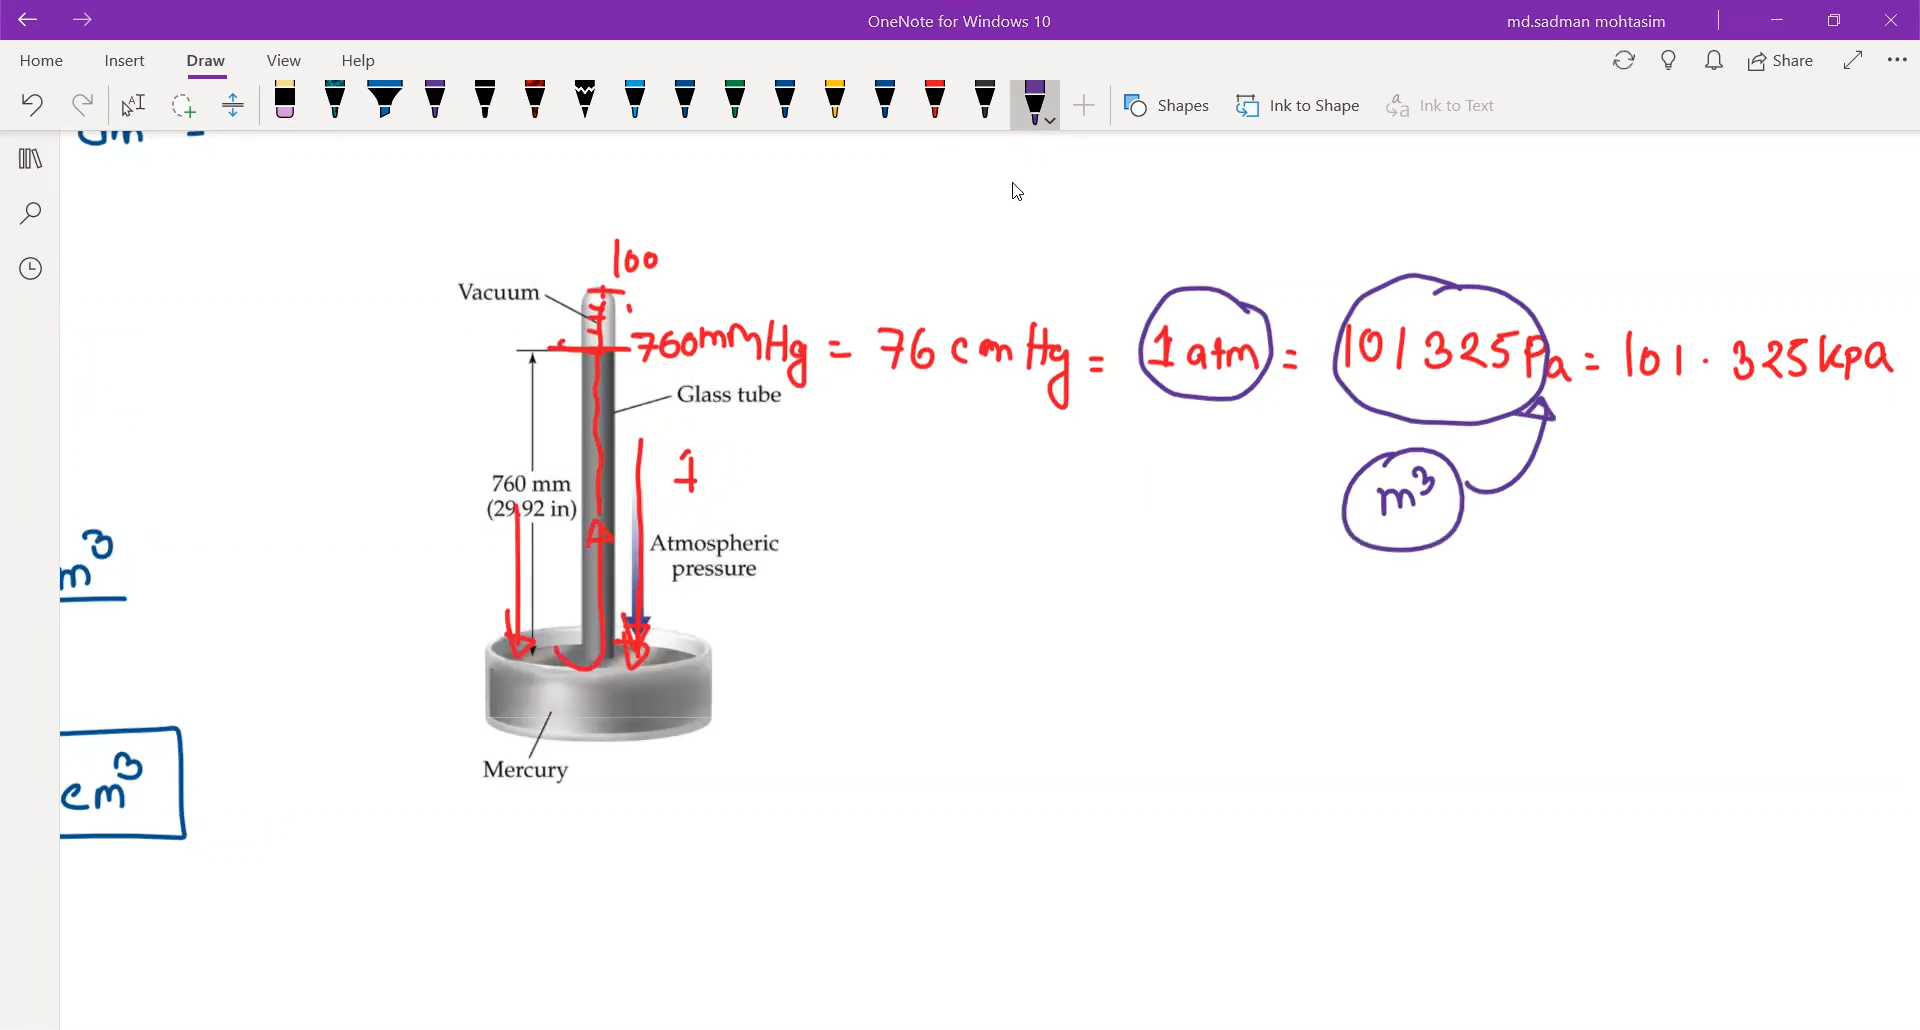 OneNote for Windows 10
md.sadman mohtasim
Home Insert Draw View Help
Share
Shapes Ink to Shape Ink to Text
=
100
Vacuum
760mmHg = 76 cm Hg = 1 atm = 101325Pa = 101.325kpa
Glass tube
1
760 mm
(29.92 in)
m³
Atmospheric
pressure
m³
Mercury
cm³